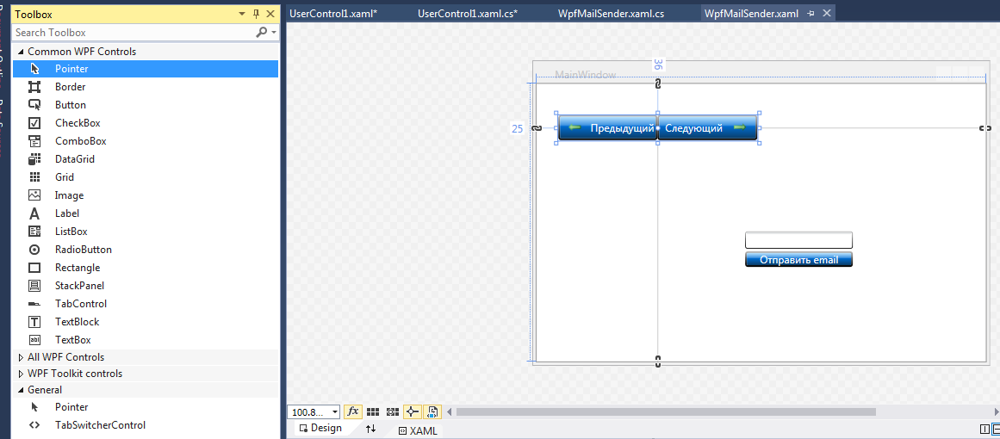 Toolbox
Search Toolbox
Common WPF Controls
Pointer
Border
Button
CheckBox
ComboBox
DataGrid
Grid
Image
Label
ListBox
RadioButton
Rectangle
StackPanel
TabControl
TextBlock
TextBox
All WPF Controls
WPF Toolkit controls
General
Pointer
TabSwitcherControl
UserControl1.xaml* UserControl1.xaml.cs* WpfMailSender.xaml.cs WpfMailSender.xaml
36
MainWindow
25
Предыдущий Следующий
Отправить email
100.8... fx
Design XAML